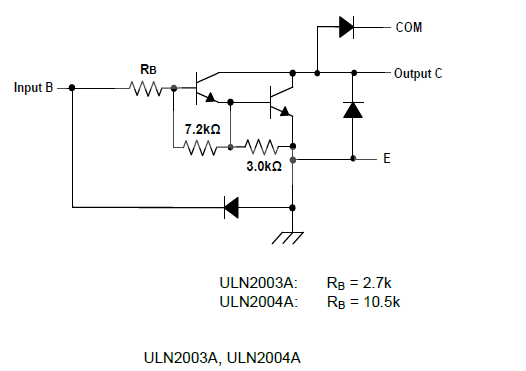 COM
RB
Input B
Output C
7.2kΩ
3.0kΩ
E
ULN2003A: RB = 2.7k
ULN2004A: RB = 10.5k
ULN2003A, ULN2004A